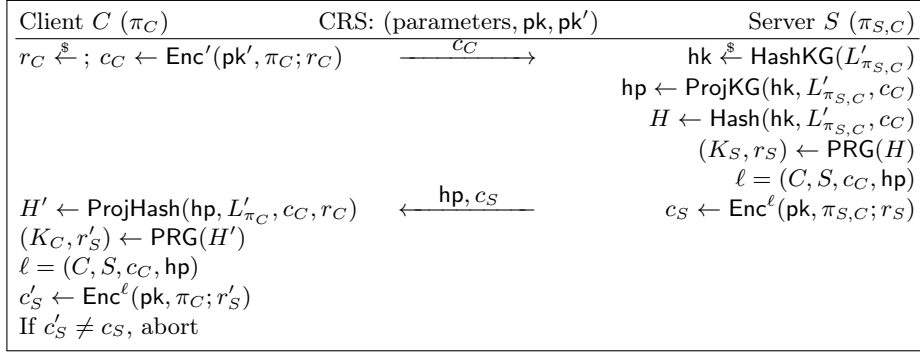 Client C (π_C) CRS: (parameters, pk, pk′) Server S (π_{S,C})
r_C ←$ ; c_C ← Enc′(pk′, π_C; r_C) c_C hk ←$ HashKG(L′_{π_{S,C}})
hp ← ProjKG(hk, L′_{π_{S,C}}, c_C)
H ← Hash(hk, L′_{π_{S,C}}, c_C)
(K_S, r_S) ← PRG(H)
ℓ = (C, S, c_C, hp)
H′ ← ProjHash(hp, L′_{π_C}, c_C, r_C) hp, c_S c_S ← Enc^ℓ(pk, π_{S,C}; r_S)
(K_C, r′_S) ← PRG(H′)
ℓ = (C, S, c_C, hp)
c′_S ← Enc^ℓ(pk, π_C; r′_S)
If c′_S ≠ c_S, abort